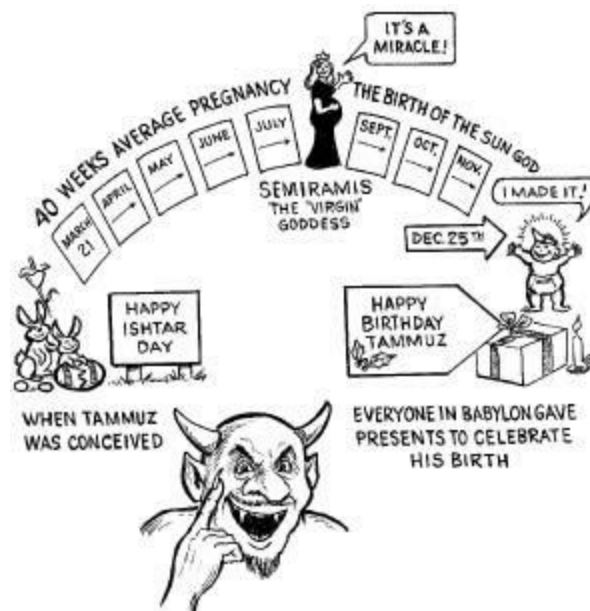 IT'S A
MIRACLE!
40 WEEKS AVERAGE PREGNANCY
THE BIRTH OF THE SUN GOD
MARCH
21
APRIL
MAY
JUNE
JULY
SEPT.
OCT.
NOV.
SEMIRAMIS
THE "VIRGIN"
GODDESS
I MADE IT!
DEC. 25TH
HAPPY
ISHTAR
DAY
HAPPY
BIRTHDAY
TAMMUZ
WHEN TAMMUZ
WAS CONCEIVED
EVERYONE IN BABYLON GAVE
PRESENTS TO CELEBRATE
HIS BIRTH